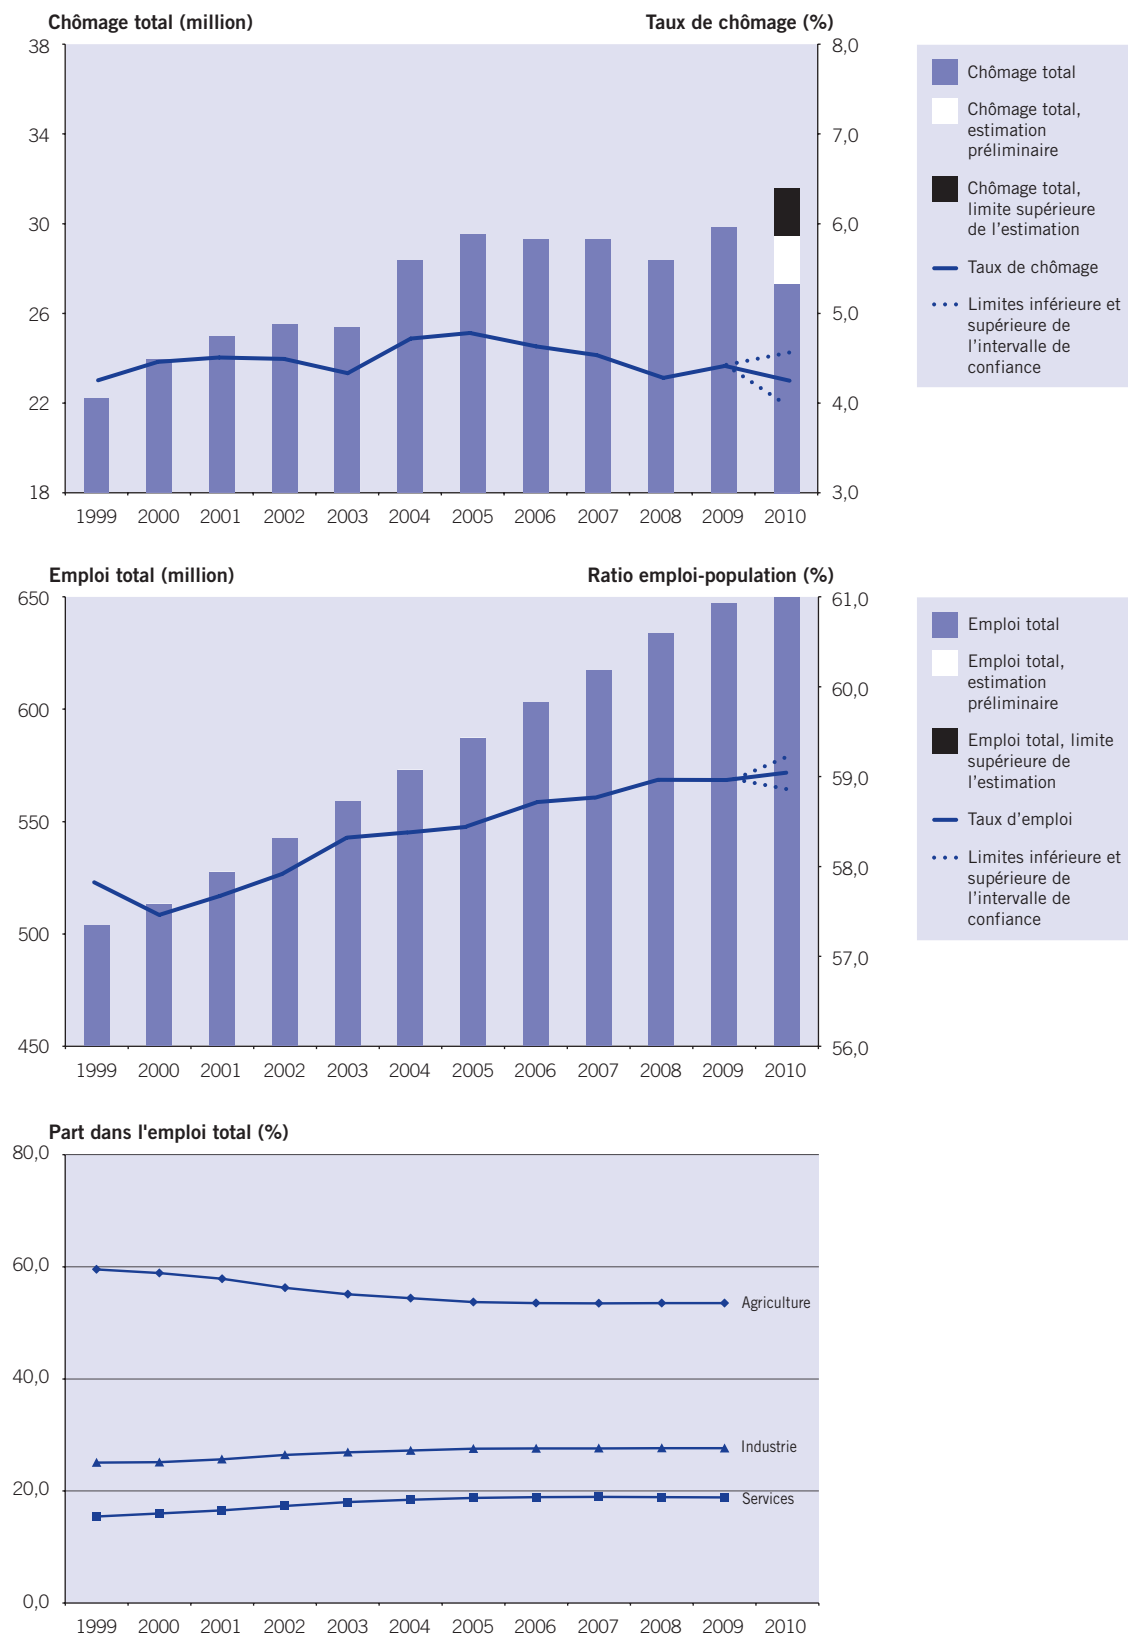 Chômage total (million)
Taux de chômage (%)
38
34
30
26
22
18
8,0
7,0
6,0
5,0
4,0
3,0
1999 2000 2001 2002 2003 2004 2005 2006 2007 2008 2009 2010
Chômage total
Chômage total,
estimation
préliminaire
Chômage total,
limite supérieure
de l'estimation
Taux de chômage
Limites inférieure et
supérieure de
l'intervalle de
confiance
Emploi total (million)
Ratio emploi-population (%)
650
600
550
500
450
61,0
60,0
59,0
58,0
57,0
56,0
1999 2000 2001 2002 2003 2004 2005 2006 2007 2008 2009 2010
Emploi total
Emploi total,
estimation
préliminaire
Emploi total, limite
supérieure de
l'estimation
Taux d'emploi
Limites inférieure et
supérieure de
l'intervalle de
confiance
Part dans l'emploi total (%)
80,0
60,0
40,0
20,0
0,0
Agriculture
Industrie
Services
1999 2000 2001 2002 2003 2004 2005 2006 2007 2008 2009 2010